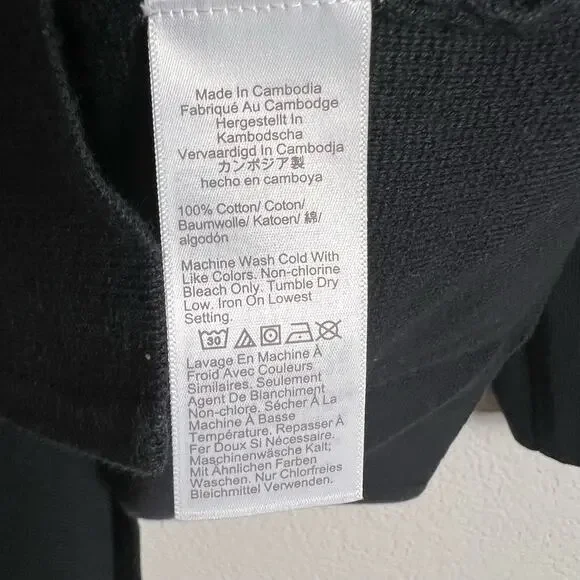 Made In Cambodia
Fabriqué Au Cambodge
Hergestellt In
Kambodscha
Vervaardigd In Cambodja
カンボジア製
hecho en camboya
100% Cotton/ Coton/
Baumwolle/ Katoen/ 綿/
algodón
Machine Wash Cold With
Like Colors. Non-chlorine
Bleach Only. Tumble Dry
Low. Iron On Lowest
Setting.
30
Lavage En Machine À
Froid Avec Couleurs
Similaires. Seulement
Agent De Blanchiment
Non-chlore. Sécher À La
Machine À Basse
Température. Repasser À
Fer Doux Si Nécessaire.
Maschinenwäsche Kalt;
Mit Ähnlichen Farben
Waschen. Nur Chlorfreies
Bleichmittel Verwenden.